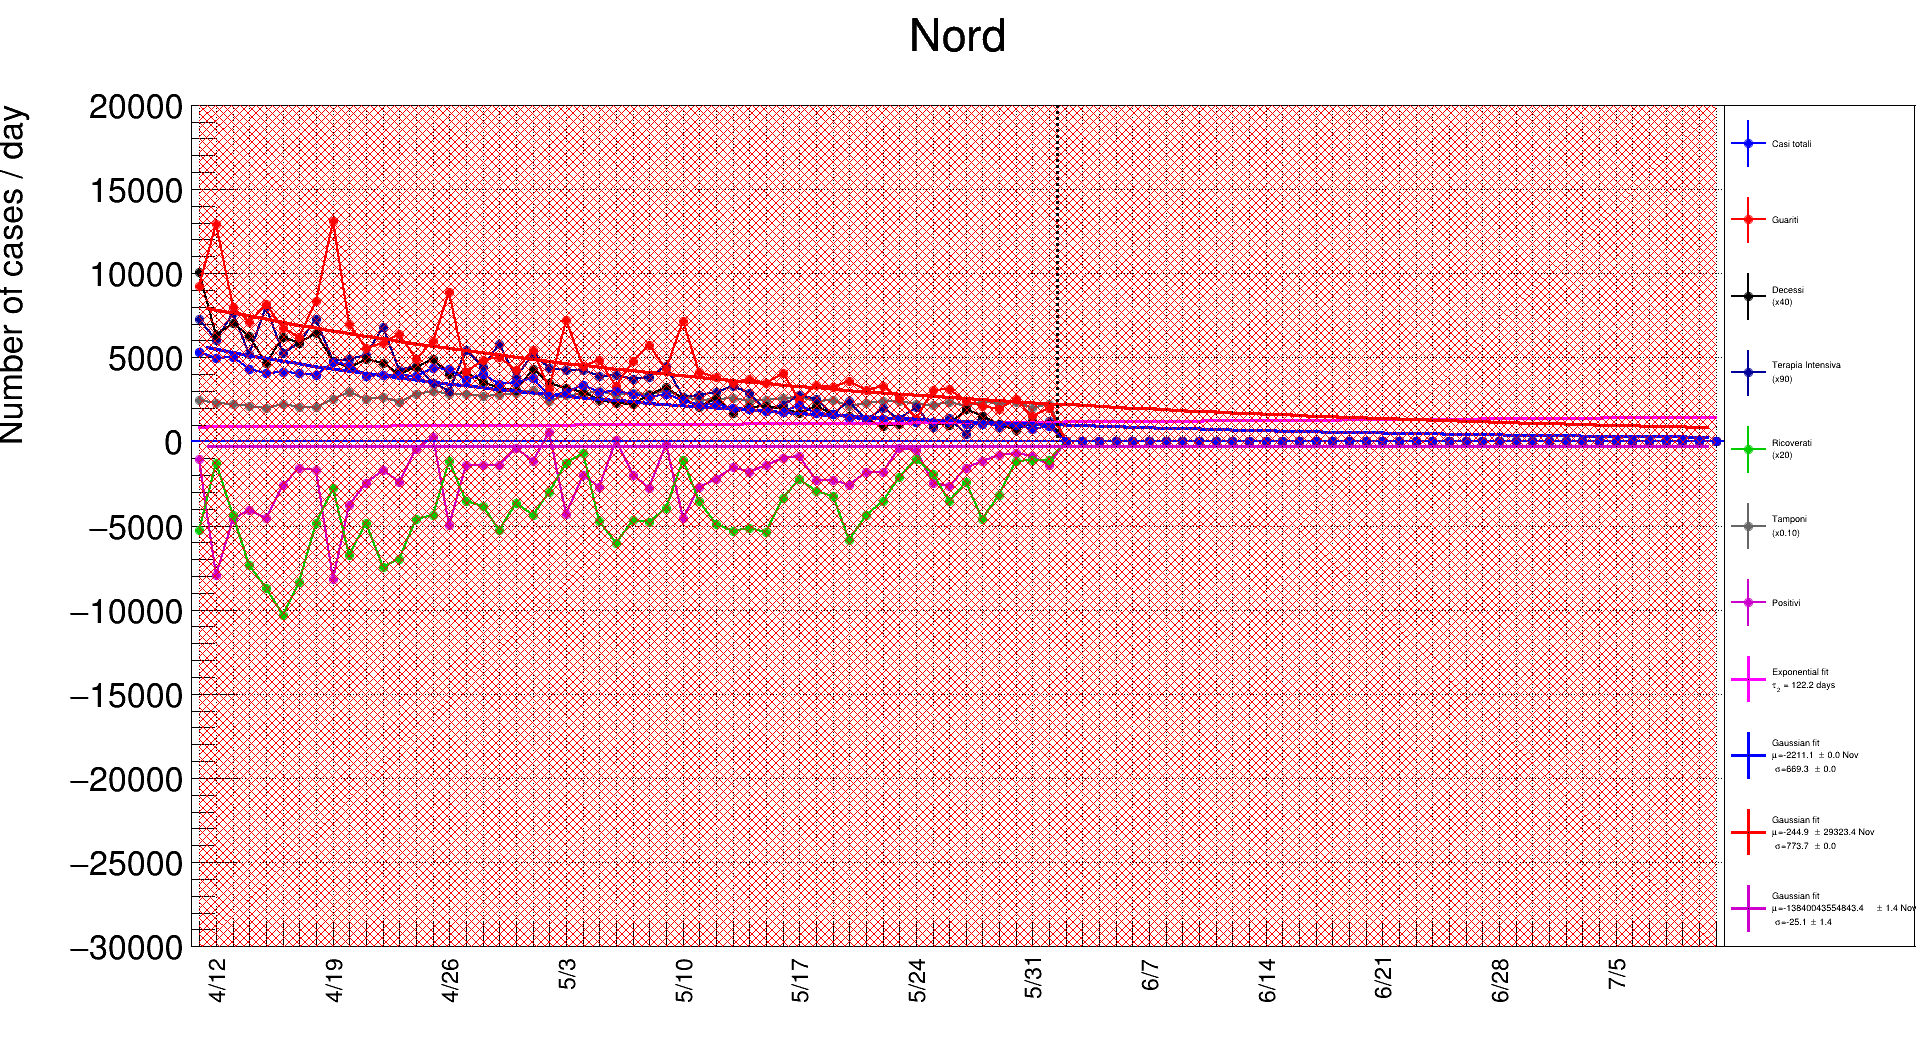 Nord
Number of cases / day
20000
15000
10000
5000
0
−5000
−10000
−15000
−20000
−25000
−30000
4/12
4/19
4/26
5/3
5/10
5/17
5/24
5/31
6/7
6/14
6/21
6/28
7/5
Casi totali
Guariti
Decessi
(x40)
Terapia Intensiva
(x90)
Ricoverati
(x20)
Tamponi
(x0.10)
Positivi
Exponential fit
τ2 = 122.2 days
Gaussian fit
μ=-2211.1 ± 0.0 Nov
σ=669.3 ± 0.0
Gaussian fit
μ=-244.9 ± 29323.4 Nov
σ=773.7 ± 0.0
Gaussian fit
μ=-13840043554843.4 ± 1.4 Nov
σ=-25.1 ± 1.4